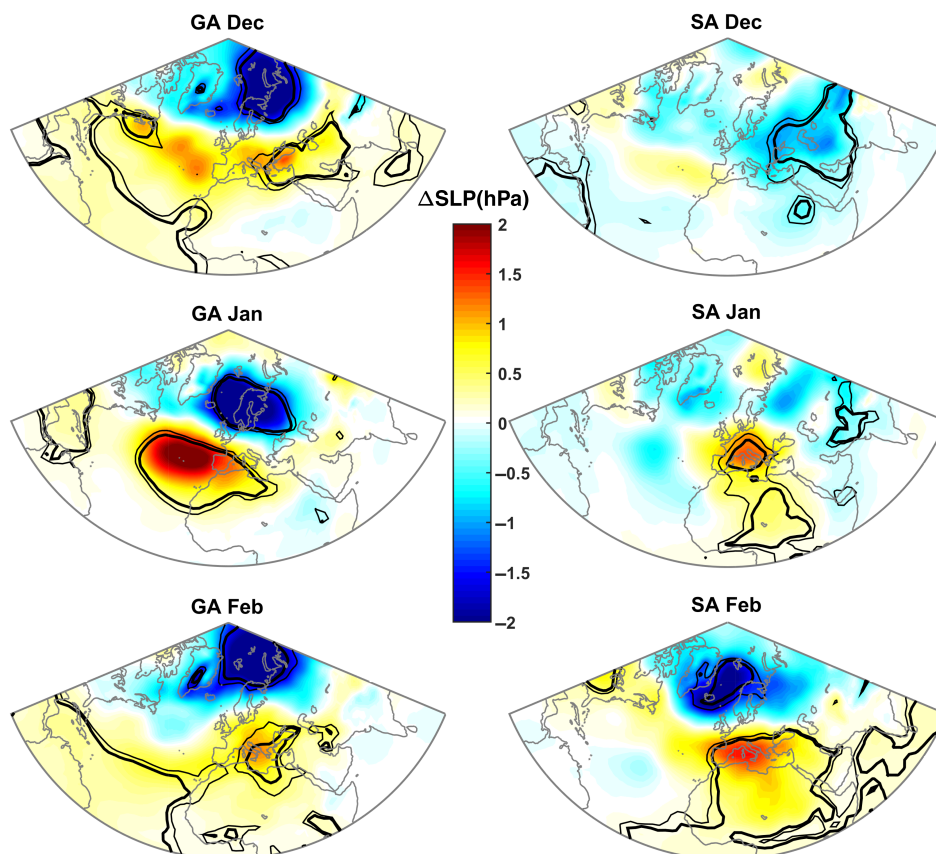 GA Dec
SA Dec
ΔSLP(hPa)
2
1.5
1
0.5
0
−0.5
−1
−1.5
−2
GA Jan
SA Jan
GA Feb
SA Feb